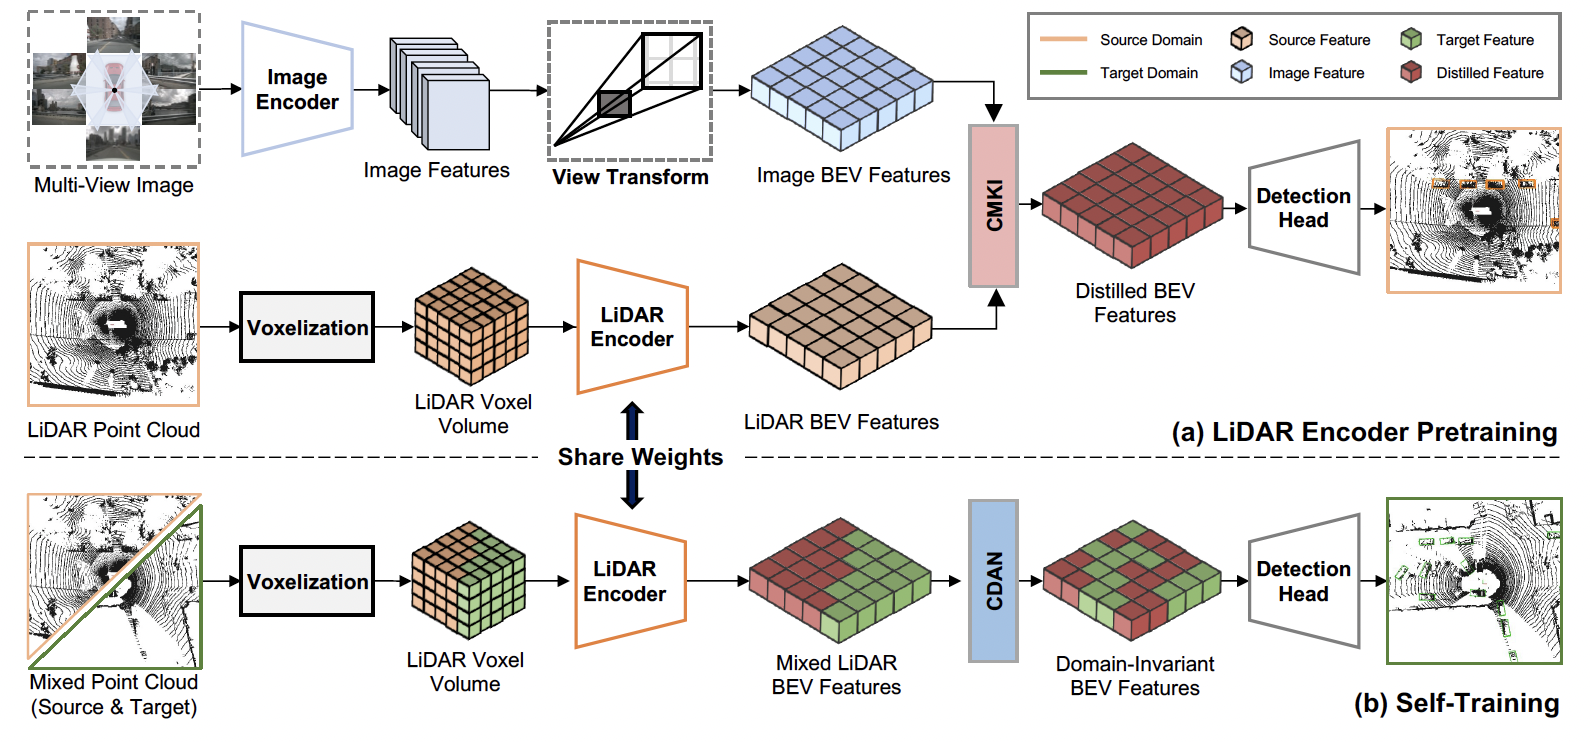 Multi-View Image
Image
Encoder
Image Features
View Transform
Image BEV Features
Source Domain
Target Domain
Source Feature
Image Feature
Target Feature
Distilled Feature
CMKI
Distilled BEV
Features
Detection
Head
LiDAR Point Cloud
Voxelization
LiDAR Voxel
Volume
LiDAR
Encoder
LiDAR BEV Features
(a) LiDAR Encoder Pretraining
Share Weights
Mixed Point Cloud
(Source & Target)
Voxelization
LiDAR Voxel
Volume
LiDAR
Encoder
Mixed LiDAR
BEV Features
CDAN
Domain-Invariant
BEV Features
Detection
Head
(b) Self-Training